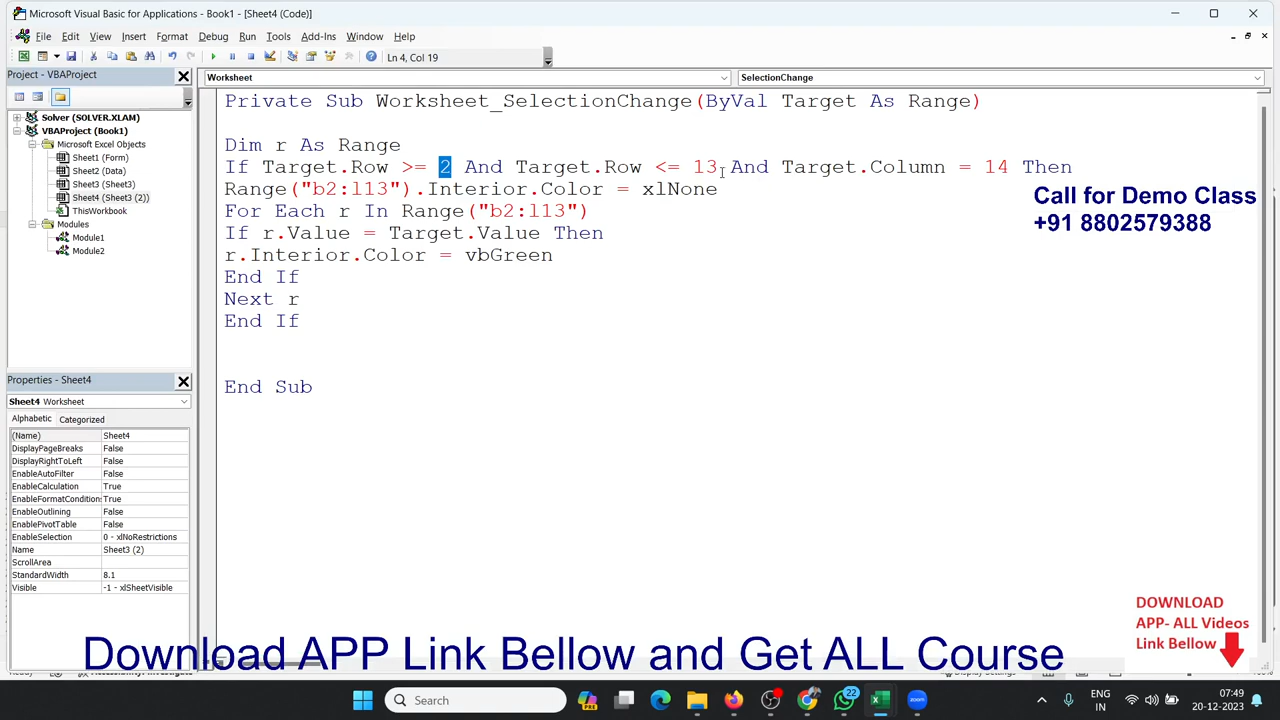 Microsoft Visual Basic for Applications - Book1 - [Sheet4 (Code)]
File Edit View Insert Format Debug Run Tools Add-Ins Window Help
Ln 4, Col 19
Project - VBAProject
Worksheet
SelectionChange
Solver (SOLVER.XLAM)
VBAProject (Book1)
Microsoft Excel Objects
Sheet1 (Form)
Sheet2 (Data)
Sheet3 (Sheet3)
Sheet4 (Sheet3 (2))
ThisWorkbook
Modules
Module1
Module2
Private Sub Worksheet_SelectionChange(ByVal Target As Range)
Dim r As Range
If Target.Row >= 2 And Target.Row <= 13 And Target.Column = 14 Then
Range("b2:l13").Interior.Color = xlNone
For Each r In Range("b2:l13")
If r.Value = Target.Value Then
r.Interior.Color = vbGreen
End If
Next r
End If
End Sub
Call for Demo Class
+91 8802579388
Properties - Sheet4
Sheet4 Worksheet
Alphabetic Categorized
(Name) Sheet4
DisplayPageBreaks False
DisplayRightToLeft False
EnableAutoFilter False
EnableCalculation True
EnableFormatConditions True
EnableOutlining False
EnablePivotTable False
EnableSelection 0 - xlNoRestrictions
Name Sheet3 (2)
ScrollArea
StandardWidth 8.1
Visible -1 - xlSheetVisible
DOWNLOAD
APP- ALL Videos
Link Bellow
Download APP Link Bellow and Get ALL Course
Search
PRE
22
ENG
IN
07:49
20-12-2023